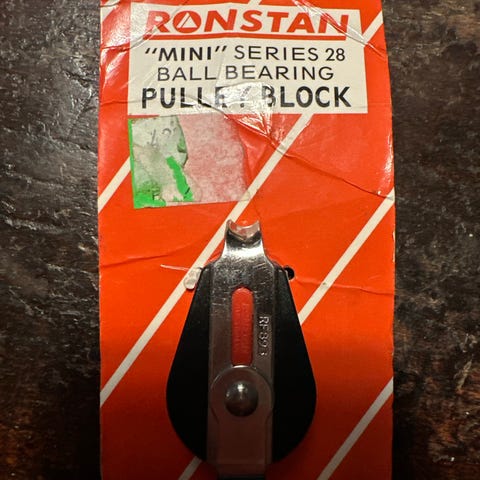 RONSTAN
"MINI" SERIES 28
BALL BEARING
PULLEY BLOCK